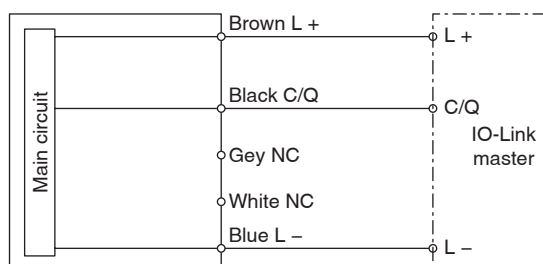 Brown L +
L +
Main circuit
Black C/Q
C/Q
IO-Link
master
Gey NC
White NC
Blue L −
L −